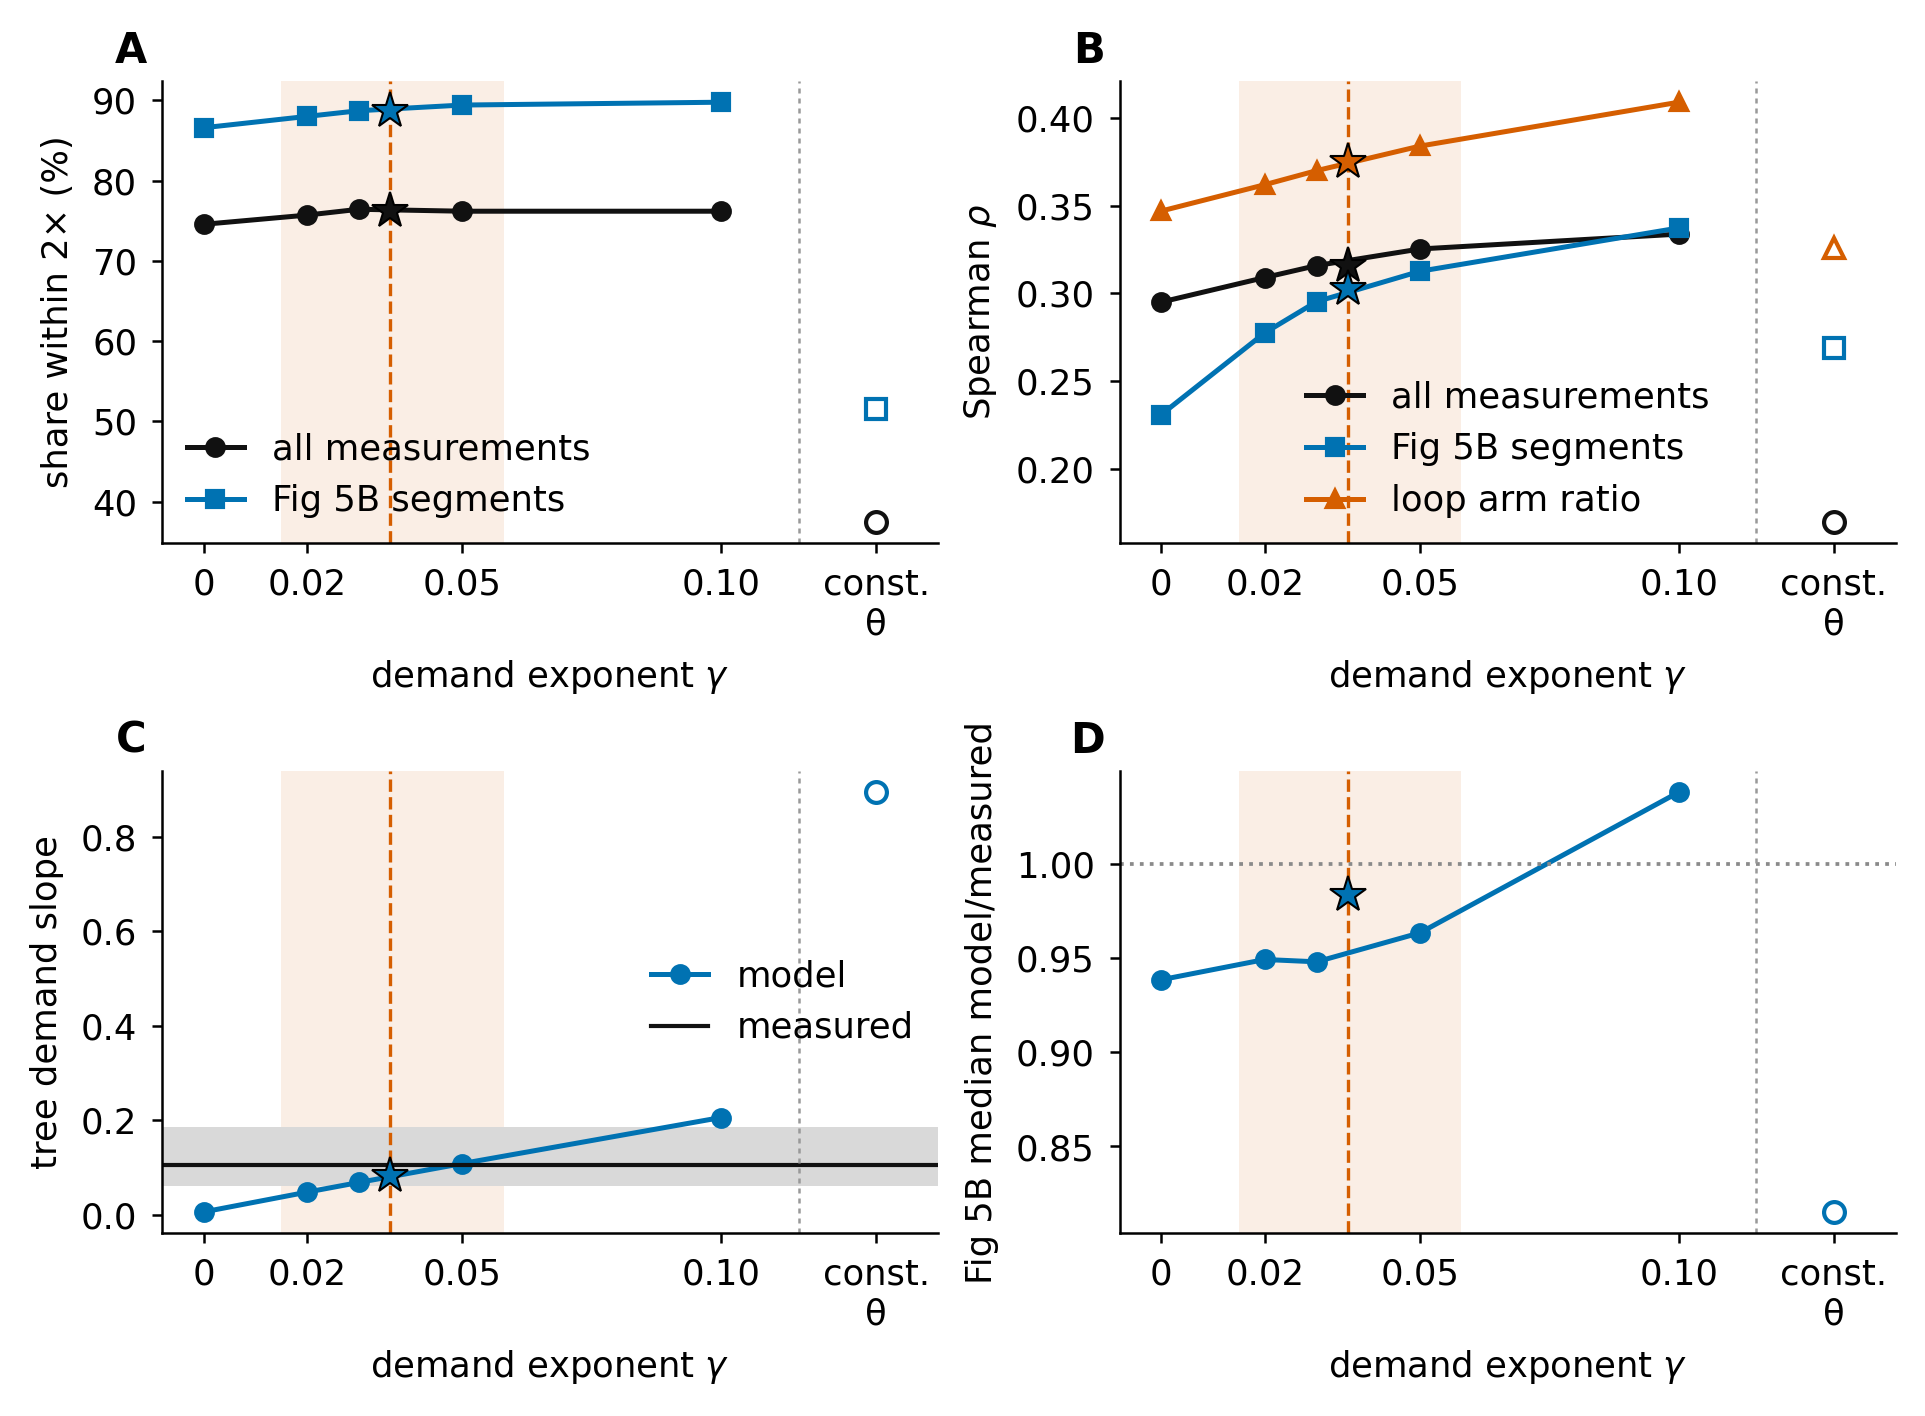 A
share within 2× (%)
90
80
70
60
50
40
all measurements
Fig 5B segments
0
0.02
0.05
0.10
const.
θ
demand exponent γ
B
Spearman ρ
0.40
0.35
0.30
0.25
0.20
all measurements
Fig 5B segments
loop arm ratio
0
0.02
0.05
0.10
const.
θ
demand exponent γ
C
tree demand slope
0.8
0.6
0.4
0.2
0.0
model
measured
0
0.02
0.05
0.10
const.
θ
demand exponent γ
D
Fig 5B median model/measured
1.00
0.95
0.90
0.85
0
0.02
0.05
0.10
const.
θ
demand exponent γ